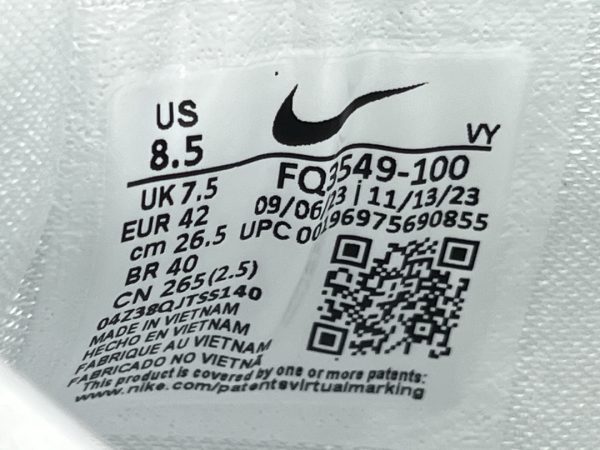 US
8.5
VY
UK 7.5
EUR 42
cm 26.5
BR 40
CN 265(2.5)
FQ3549-100
09/06/23 | 11/13/23
UPC 00196975690855
04Z38QJTSS140
MADE IN VIETNAM
HECHO EN VIETNAM
FABRIQUE AU VIETNAM
FABRICADO NO VIETNÃ
This product is covered by one or more patents:
www.nike.com/patentsvirtualmarking